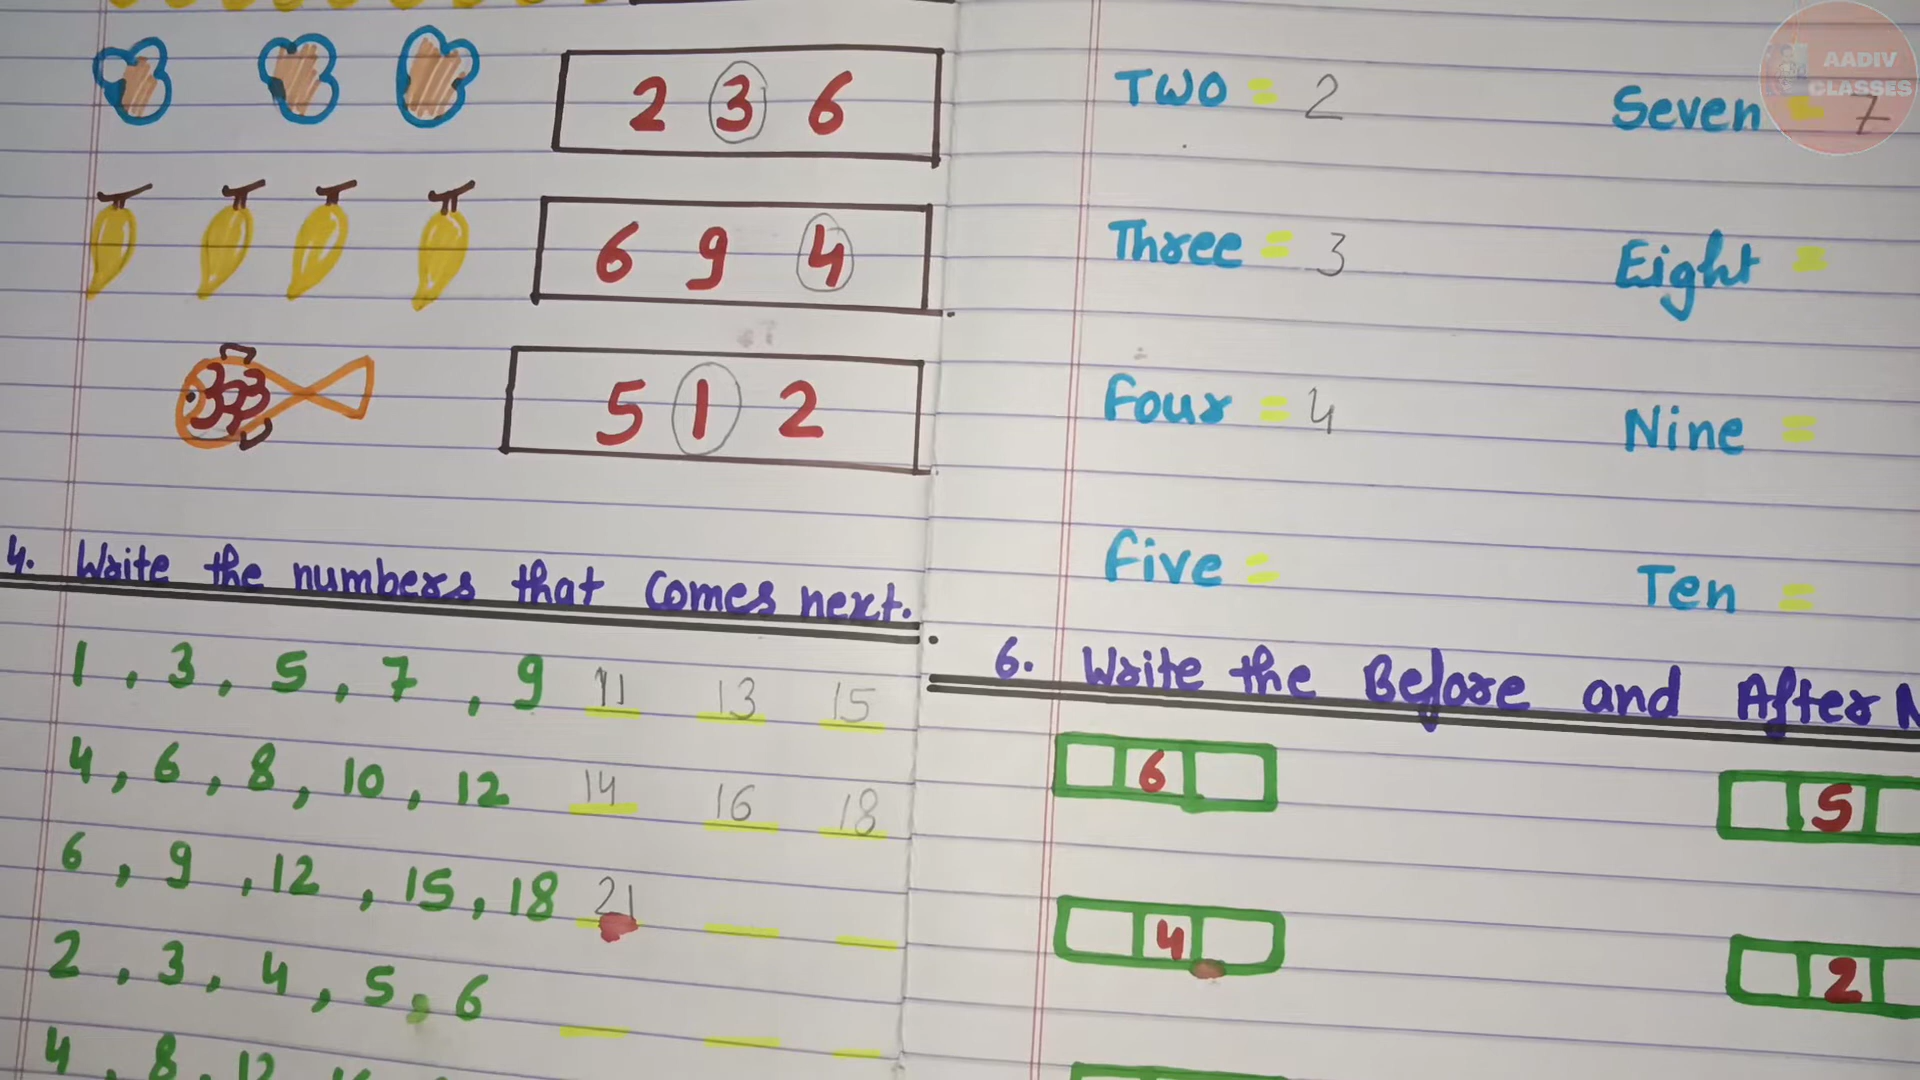 2 3 6
6 9 4
5 1 2
4. Write the numbers that comes next.
1, 3, 5, 7, 9 11 13 15
4, 6, 8, 10, 12 14 16 18
6, 9, 12, 15, 18 21
2, 3, 4, 5, 6
4, 8, 12
AADIV
CLASSES
Two = 2 Seven = 7
Three = 3 Eight =
Four = 4 Nine =
Five = Ten =
6. Write the Before and After
6 5
4 2